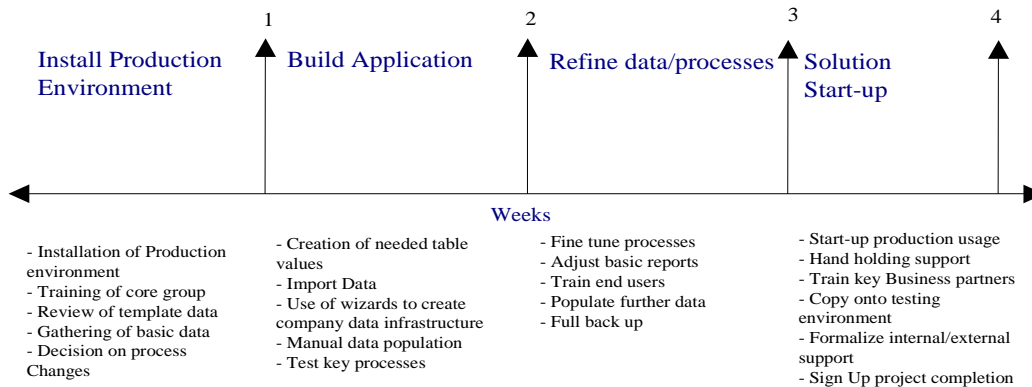 1
2
3
4
Install Production
Environment
Build Application
Refine data/processes
Solution
Start-up
Weeks
- Installation of Production
environment
- Training of core group
- Review of template data
- Gathering of basic data
- Decision on process
Changes
- Creation of needed table
values
- Import Data
- Use of wizards to create
company data infrastructure
- Manual data population
- Test key processes
- Fine tune processes
- Adjust basic reports
- Train end users
- Populate further data
- Full back up
- Start-up production usage
- Hand holding support
- Train key Business partners
- Copy onto testing
environment
- Formalize internal/external
support
- Sign Up project completion